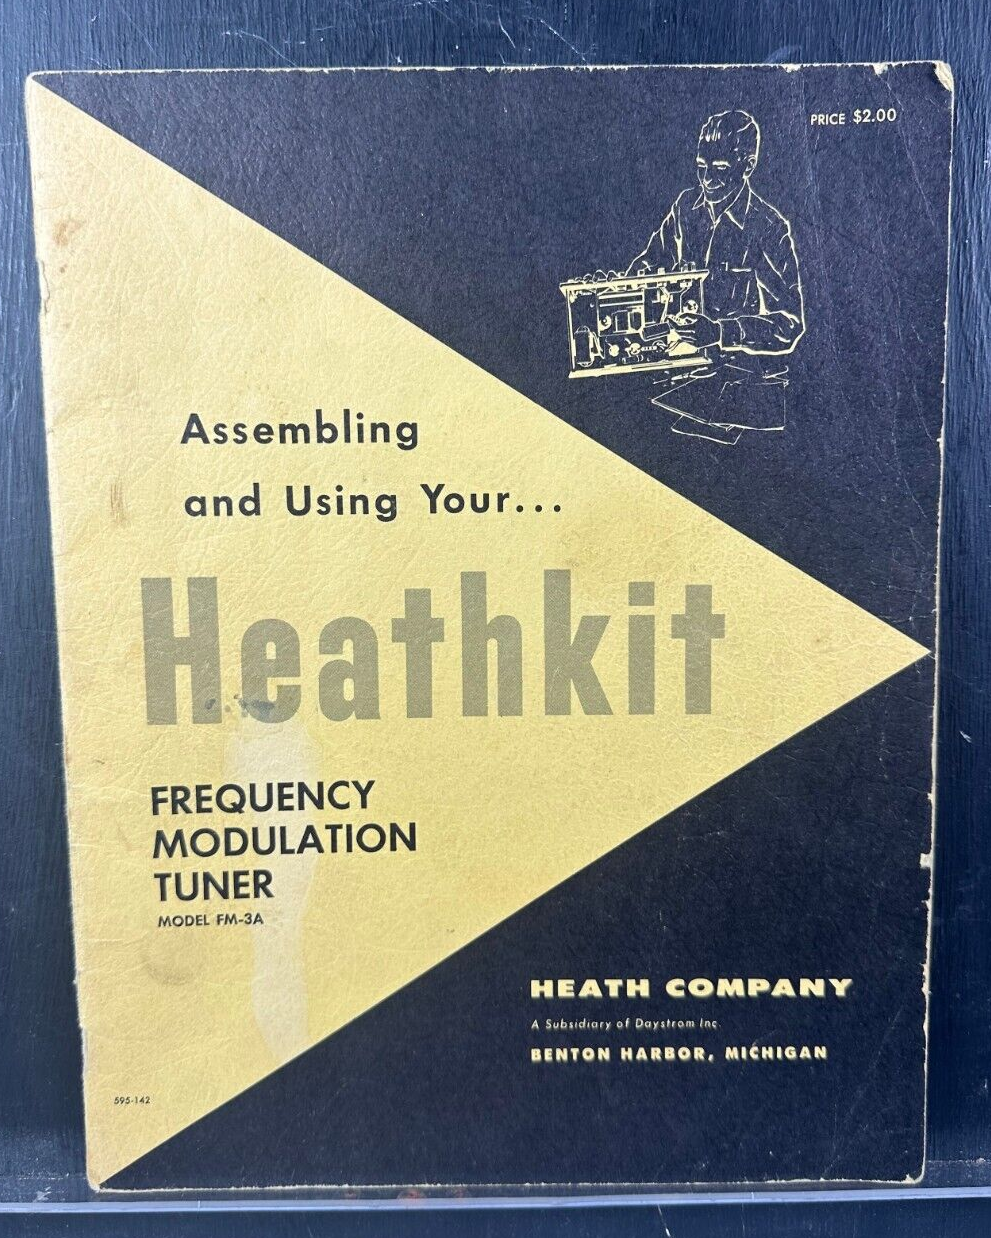 PRICE $2.00
Assembling
and Using Your...
Heathkit
FREQUENCY
MODULATION
TUNER
MODEL FM-3A
HEATH COMPANY
A Subsidiary of Daystrom Inc
BENTON HARBOR, MICHIGAN
595-142